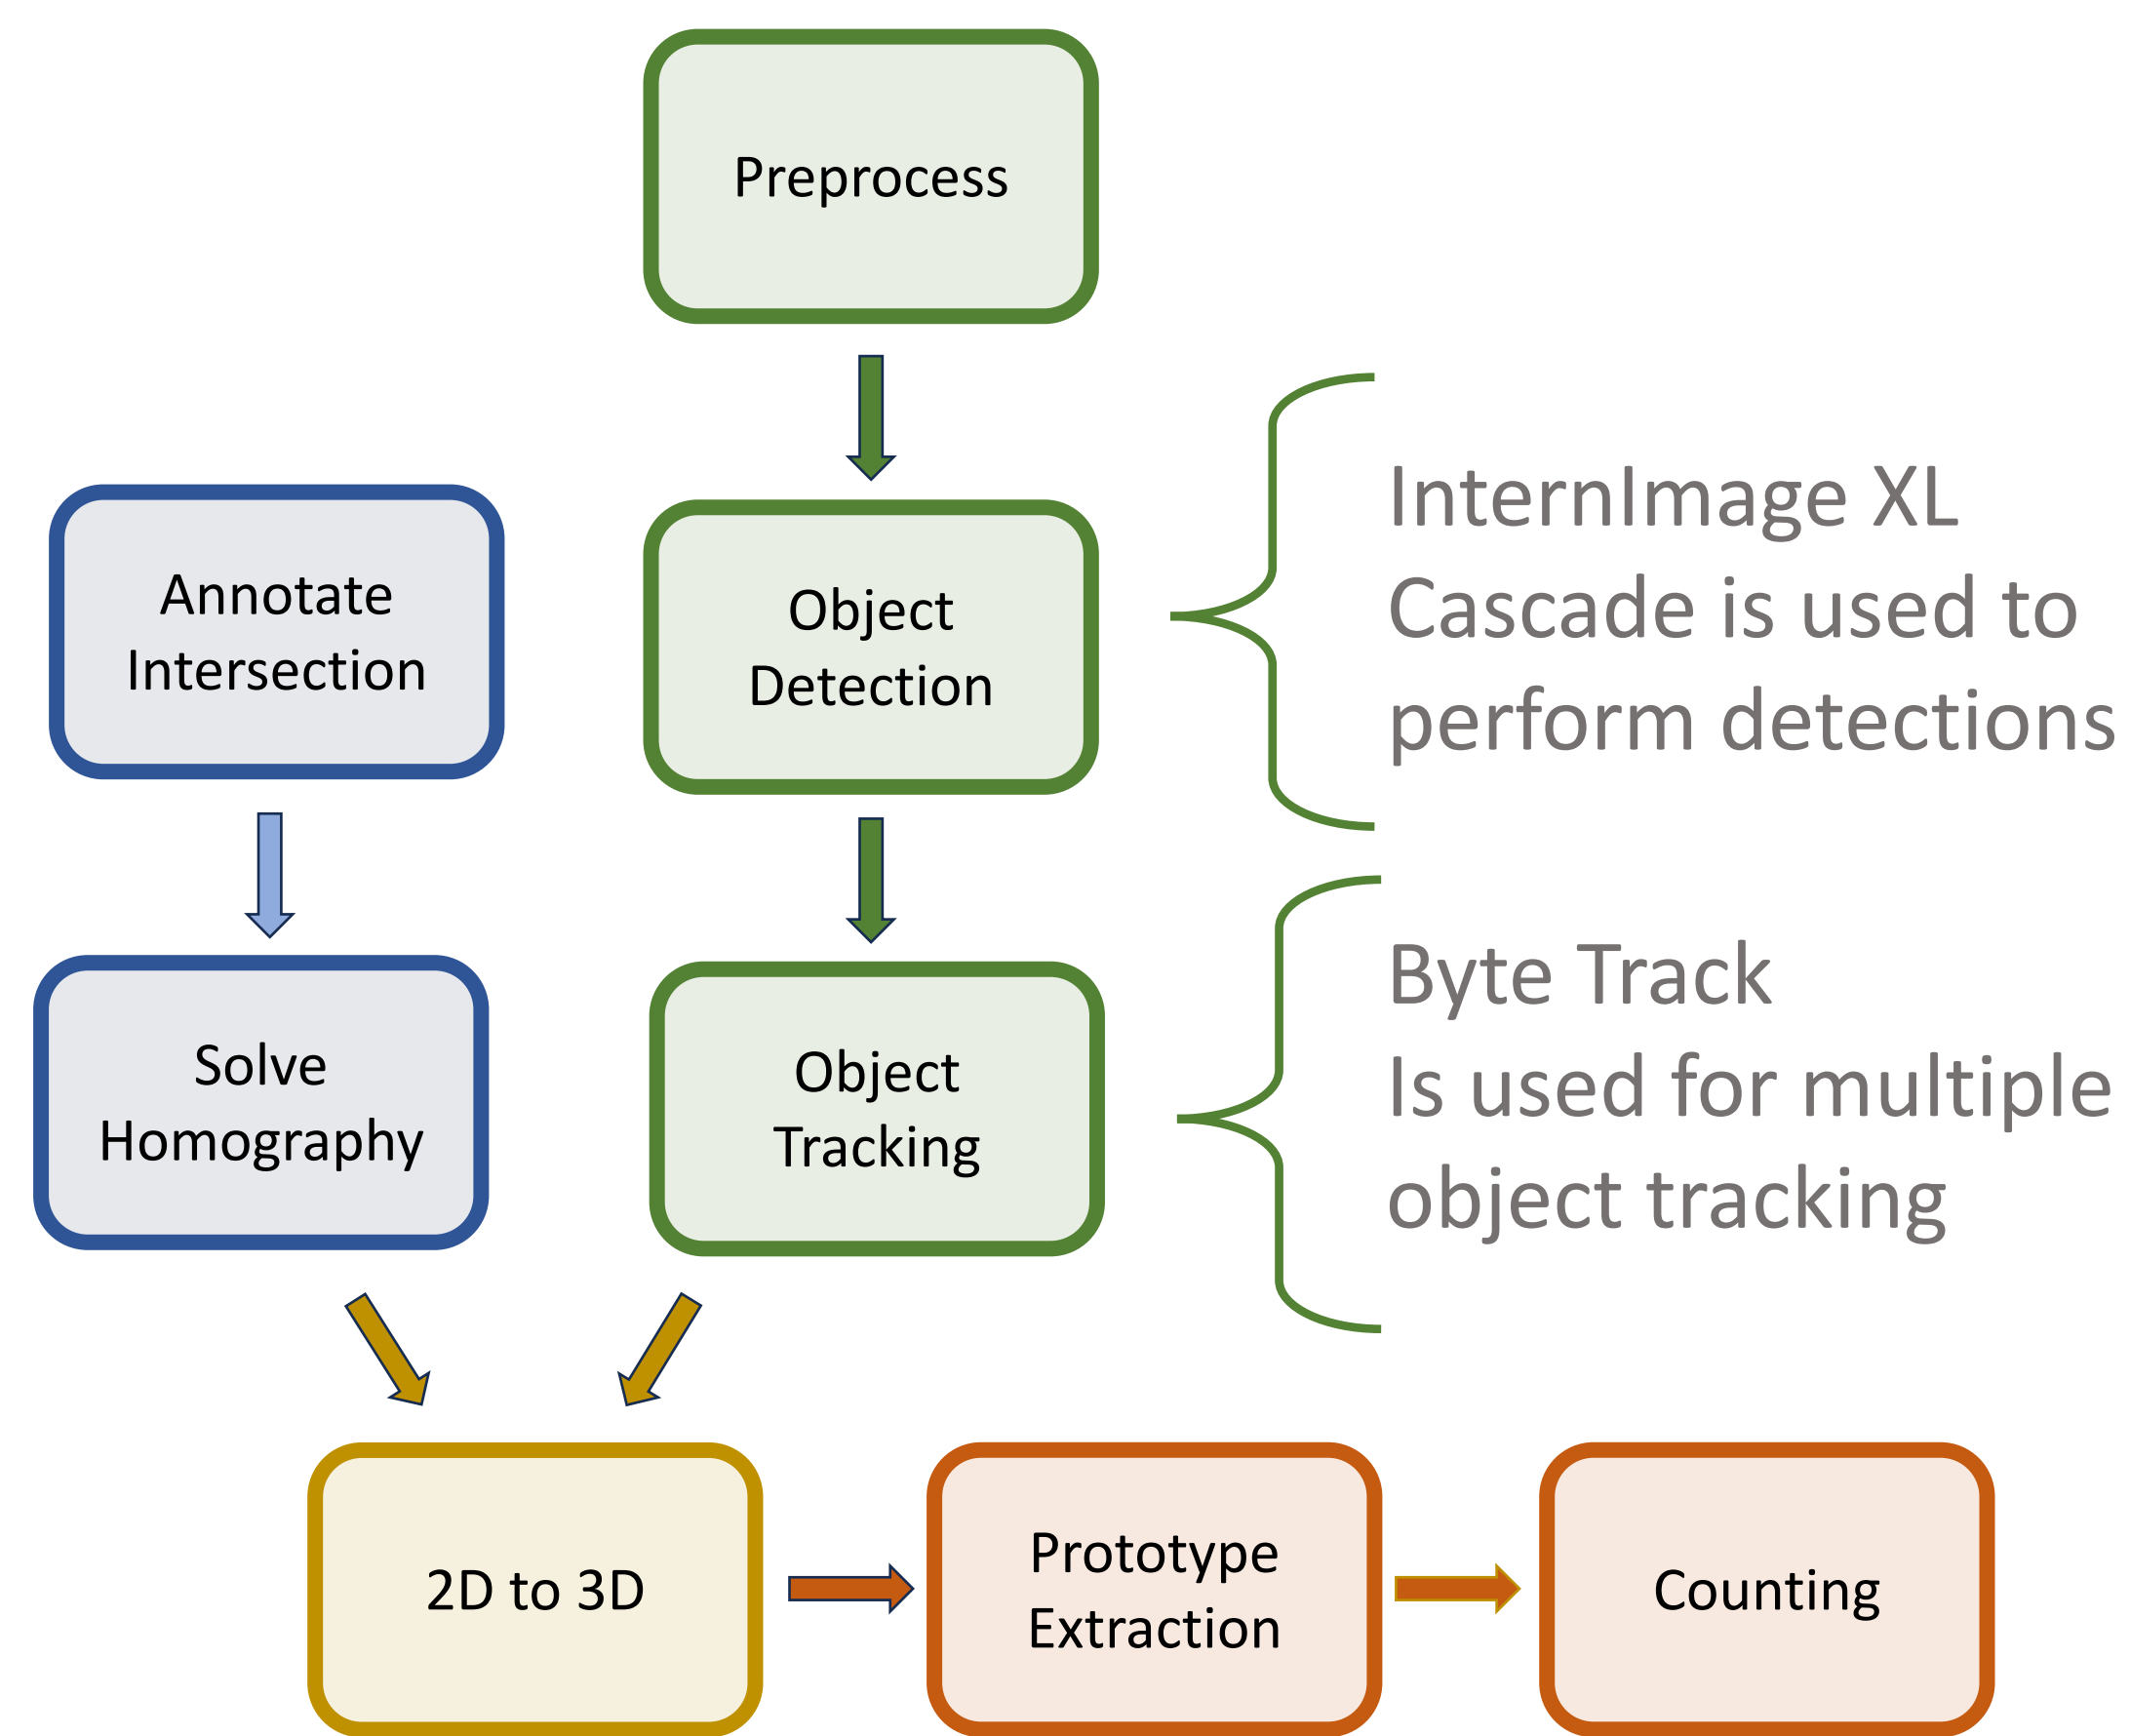 Preprocess
Annotate
Intersection
Object
Detection
InternImage XL
Cascade is used to
perform detections
Solve
Homography
Object
Tracking
Byte Track
Is used for multiple
object tracking
2D to 3D
Prototype
Extraction
Counting